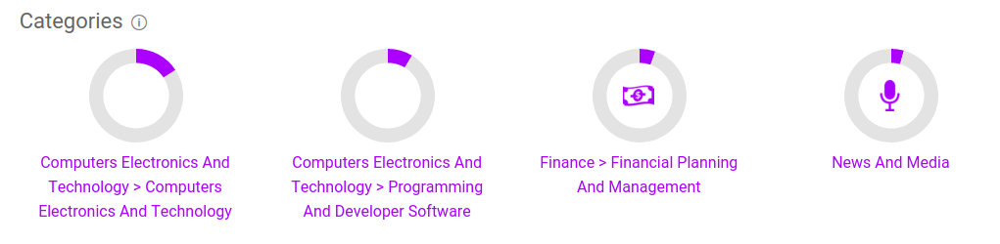 Categories
Computers Electronics And
Technology > Computers
Electronics And Technology
Computers Electronics And
Technology > Programming
And Developer Software
Finance > Financial Planning
And Management
News And Media